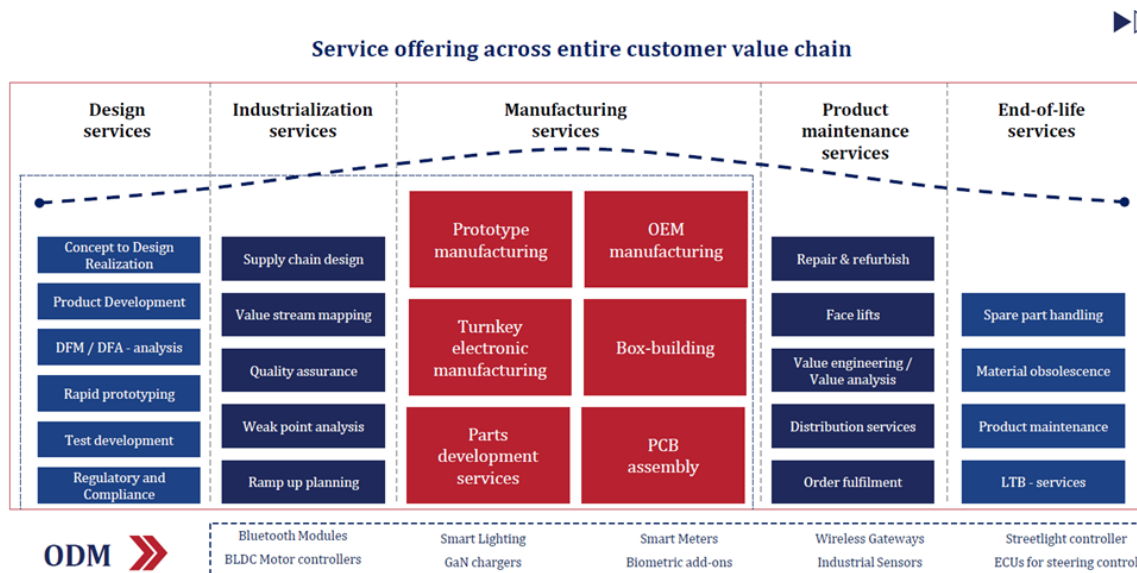 Service offering across entire customer value chain
Design
services
Industrialization
services
Manufacturing
services
Product
maintenance
services
End-of-life
services
Concept to Design
Realization
Product Development
DFM / DFA - analysis
Rapid prototyping
Test development
Regulatory and
Compliance
Supply chain design
Value stream mapping
Quality assurance
Weak point analysis
Ramp up planning
Prototype
manufacturing
OEM
manufacturing
Turnkey
electronic
manufacturing
Box-building
Parts
development
services
PCB
assembly
Repair & refurbish
Face lifts
Value engineering /
Value analysis
Distribution services
Order fulfilment
Spare part handling
Material obsolescence
Product maintenance
LTB - services
ODM
Bluetooth Modules
BLDC Motor controllers
Smart Lighting
GaN chargers
Smart Meters
Biometric add-ons
Wireless Gateways
Industrial Sensors
Streetlight controller
ECUs for steering control